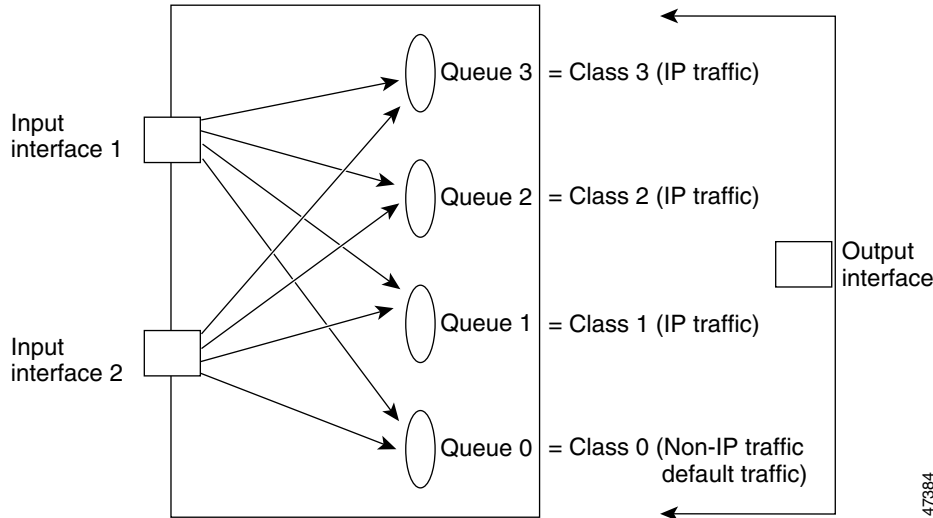 Queue 3 = Class 3 (IP traffic)
Input
interface 1
Queue 2 = Class 2 (IP traffic)
Output
interface
Queue 1 = Class 1 (IP traffic)
Input
interface 2
Queue 0 = Class 0 (Non-IP traffic
default traffic)
47384